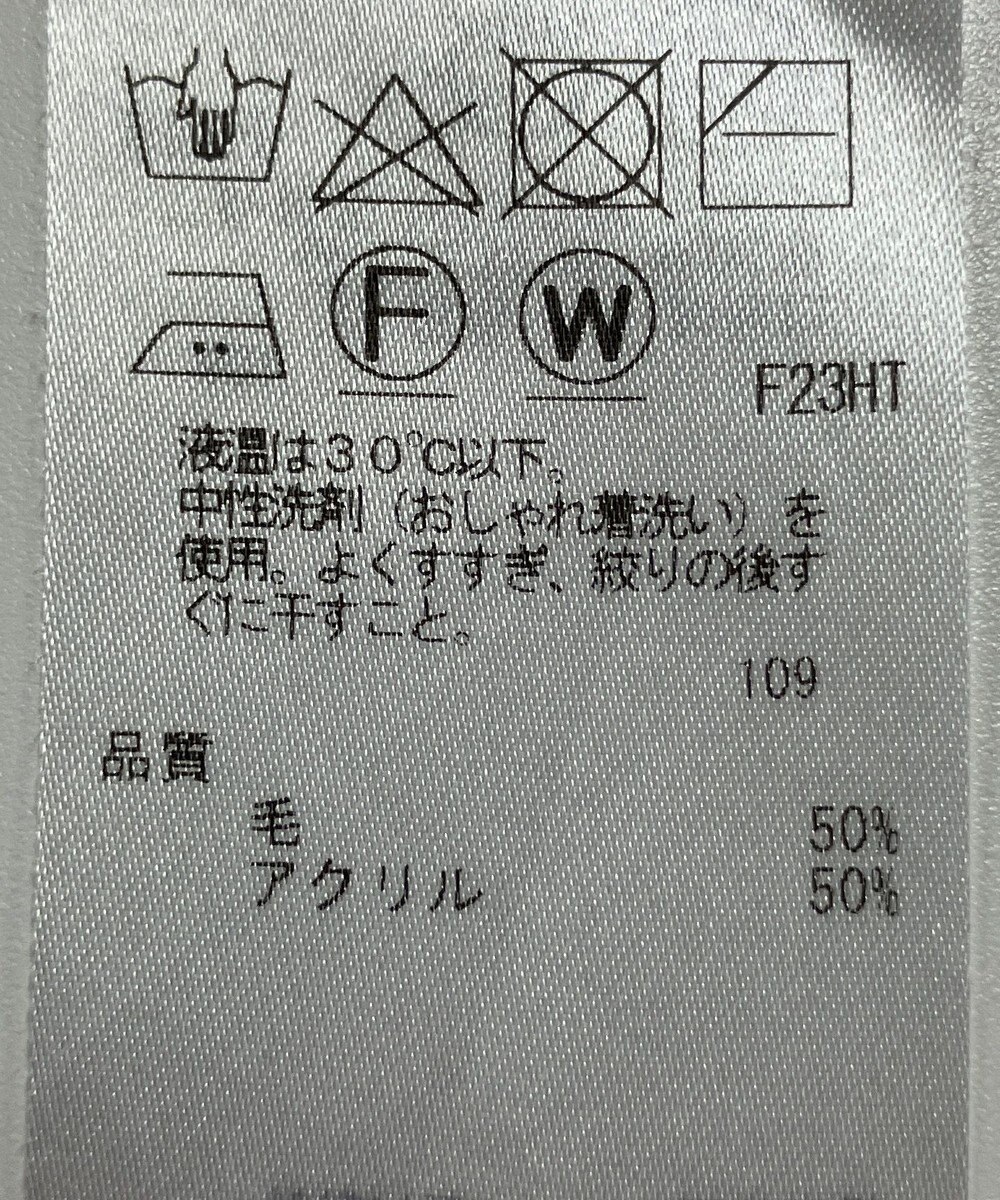 F
W
F23HT
液温は30℃以下。
中性洗剤（おしゃれ着洗い）を
使用。よくすすぎ、絞りの後す
ぐに干すこと。
109
品質
毛 50%
アクリル 50%